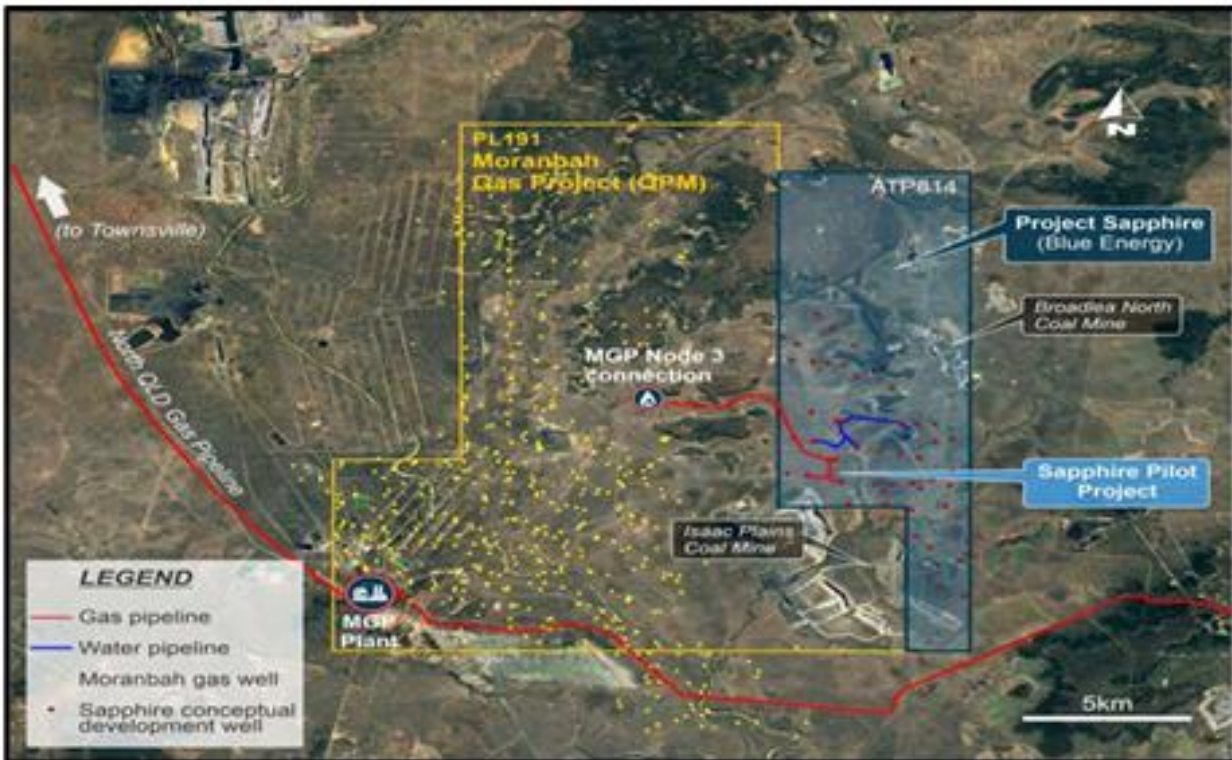 PL191
Moranbah
Gas Project (QPM)
ATP814
N
(to Townsville)
Project Sapphire
(Blue Energy)
Broadlea North
Coal Mine
MGP Node 3
connection
North QLD Gas Pipeline
Sapphire Pilot
Project
Isaac Plains
Coal Mine
MGP
Plant
LEGEND
Gas pipeline
Water pipeline
Moranbah gas well
Sapphire conceptual
development well
5km